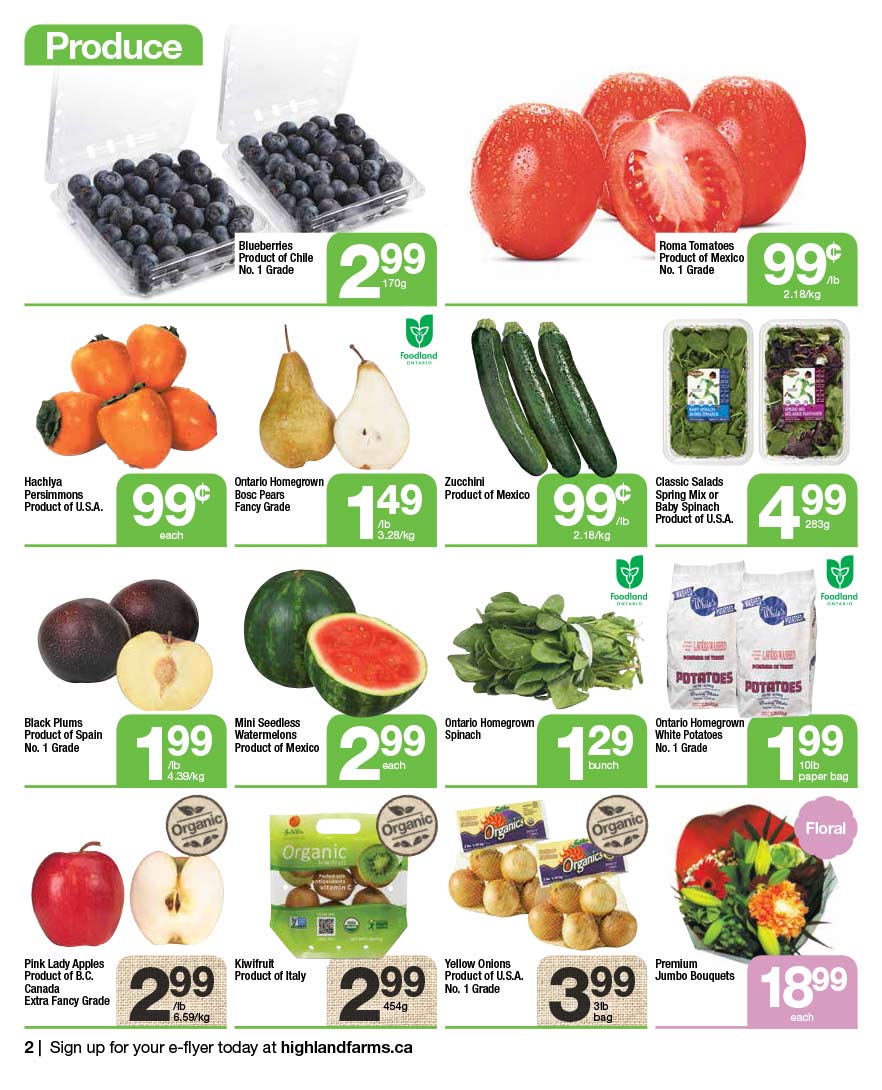 Produce
Blueberries
Product of Chile
No. 1 Grade
2.99
170g
Roma Tomatoes
Product of Mexico
No. 1 Grade
99¢
/lb
2.18/kg
Hachiya
Persimmons
Product of U.S.A.
99¢
each
Foodland
ONTARIO
Ontario Homegrown
Bosc Pears
Fancy Grade
1.49
/lb
3.28/kg
Zucchini
Product of Mexico
99¢
/lb
2.18/kg
Classic Salads
Spring Mix or
Baby Spinach
Product of U.S.A.
4.99
283g
Black Plums
Product of Spain
No. 1 Grade
1.99
/lb
4.39/kg
Mini Seedless
Watermelons
Product of Mexico
2.99
each
Foodland
ONTARIO
Ontario Homegrown
Spinach
1.29
bunch
Foodland
ONTARIO
White's
POTATOES
White's
POTATOES
Ontario Homegrown
White Potatoes
No. 1 Grade
1.99
10lb
paper bag
Organic
Pink Lady Apples
Product of B.C.
Canada
Extra Fancy Grade
2.99
/lb
6.59/kg
Organic
Organic
kiwifruit
Packed with
antioxidants
vitamin C
Kiwifruit
Product of Italy
2.99
454g
Organic
Organics
Organics
Yellow Onions
Product of U.S.A.
No. 1 Grade
3.99
3lb
bag
Floral
Premium
Jumbo Bouquets
18.99
each
2 | Sign up for your e-flyer today at highlandfarms.ca